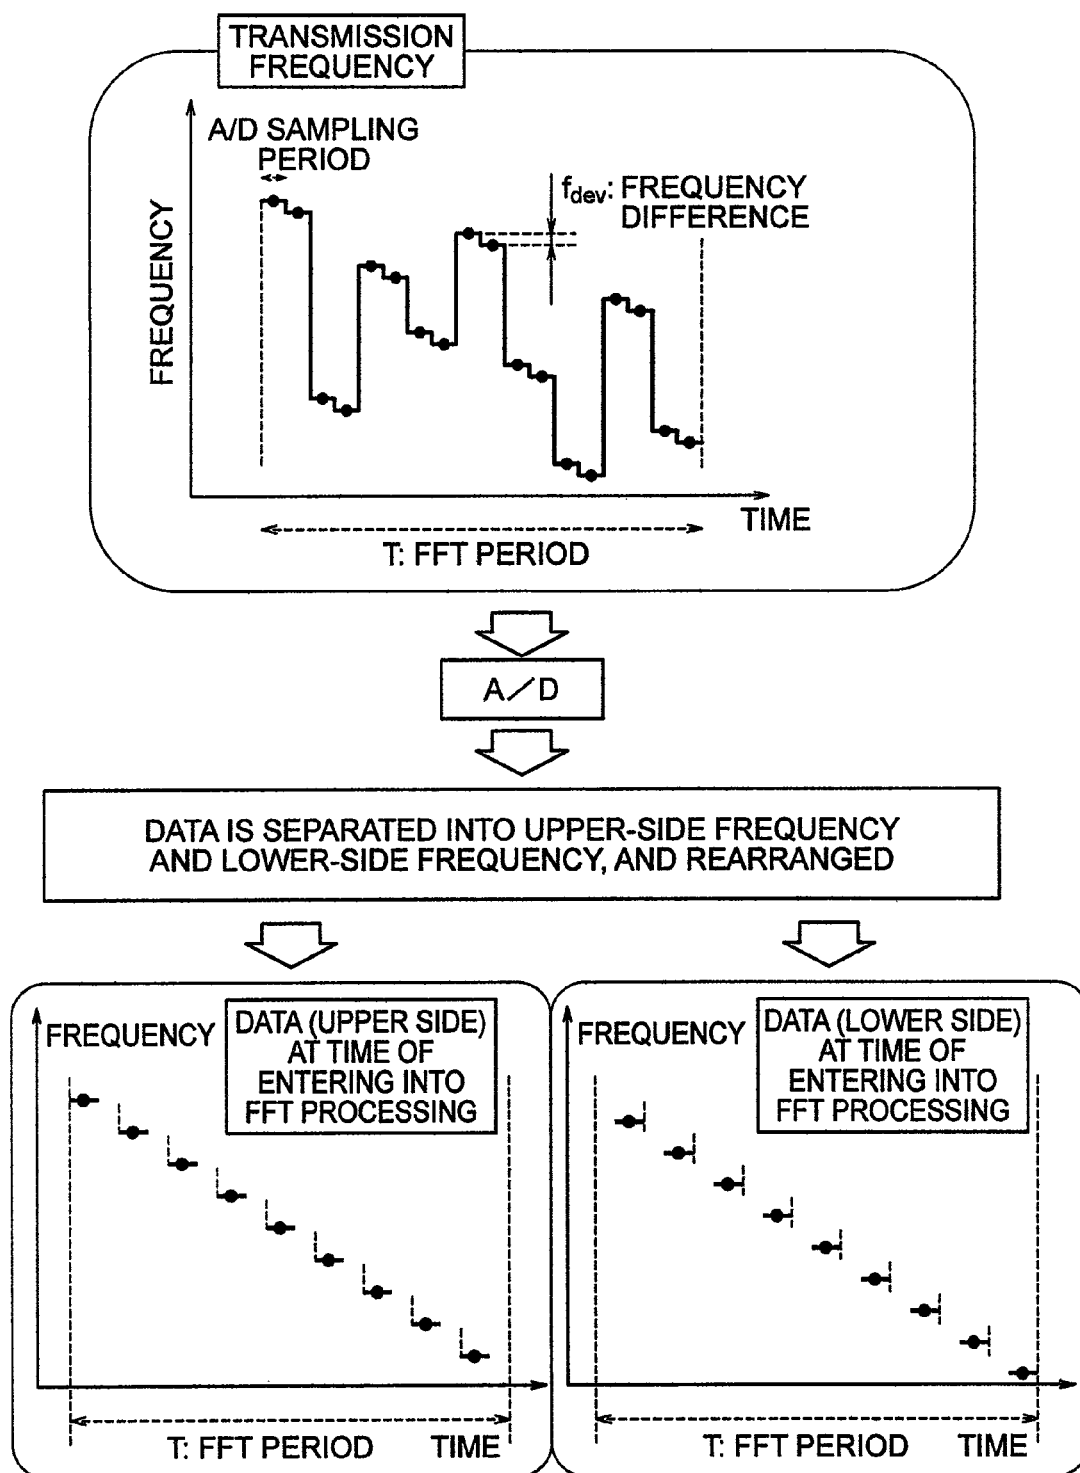 TRANSMISSION
FREQUENCY
A/D SAMPLING
PERIOD
fdev: FREQUENCY
DIFFERENCE
FREQUENCY
TIME
T: FFT PERIOD
A/D
DATA IS SEPARATED INTO UPPER-SIDE FREQUENCY
AND LOWER-SIDE FREQUENCY, AND REARRANGED
FREQUENCY
DATA (UPPER SIDE)
AT TIME OF
ENTERING INTO
FFT PROCESSING
T: FFT PERIOD
TIME
FREQUENCY
DATA (LOWER SIDE)
AT TIME OF
ENTERING INTO
FFT PROCESSING
T: FFT PERIOD
TIME